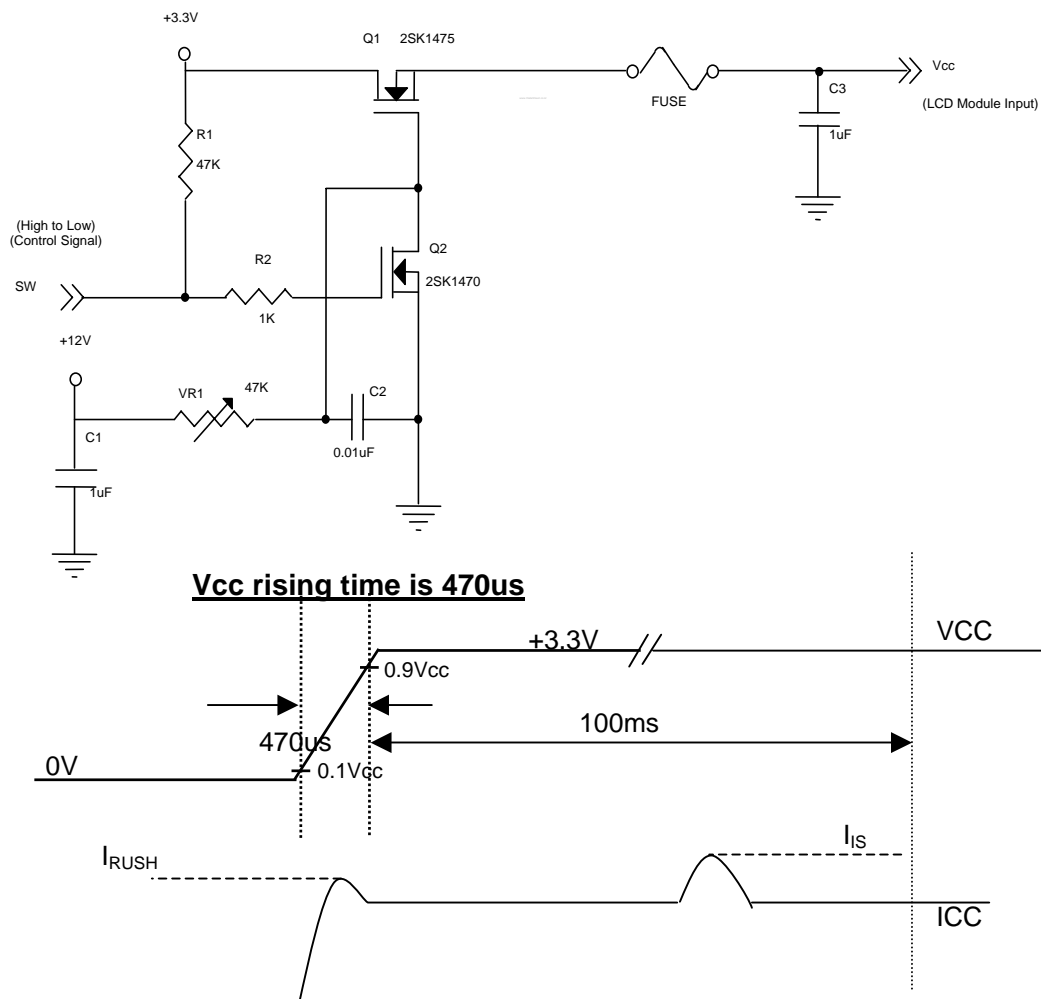 +3.3V
Q1 2SK1475
Vcc
FUSE
C3
(LCD Module Input)
R1
1uF
47K
(High to Low)
(Control Signal)
Q2
R2
SW
2SK1470
1K
+12V
VR1
47K
C2
C1
0.01uF
1uF
Vcc rising time is 470us
+3.3V
VCC
0.9Vcc
100ms
470us
0V
0.1Vcc
IRUSH
IIS
ICC